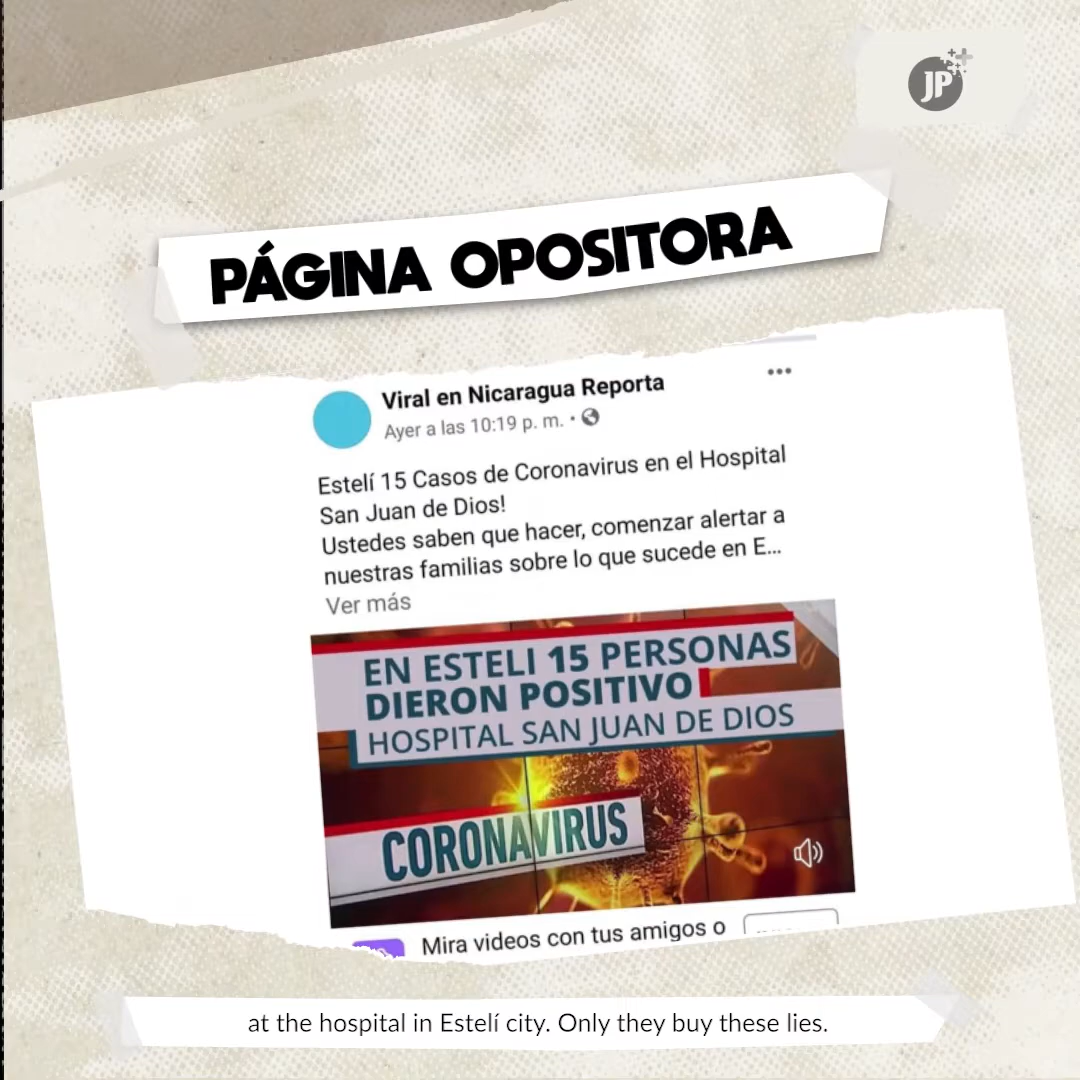 JP
PÁGINA OPOSITORA
Viral en Nicaragua Reporta
Ayer a las 10:19 p. m. ·
Estelí 15 Casos de Coronavirus en el Hospital
San Juan de Dios!
Ustedes saben que hacer, comenzar alertar a
nuestras familias sobre lo que sucede en E...
Ver más
EN ESTELI 15 PERSONAS
DIERON POSITIVO
HOSPITAL SAN JUAN DE DIOS
CORONAVIRUS
Mira videos con tus amigos o
at the hospital in Estelí city. Only they buy these lies.